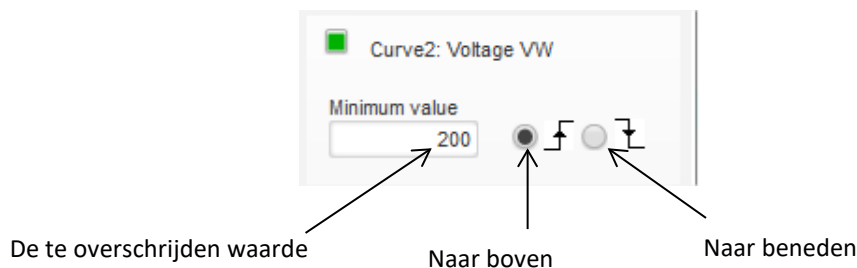 Curve2: Voltage VW
Minimum value
200
De te overschrijden waarde
Naar boven
Naar beneden